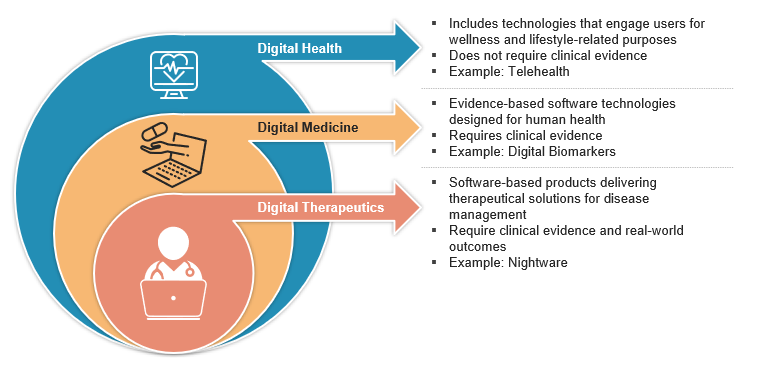 Digital Health
▪ Includes technologies that engage users for
wellness and lifestyle-related purposes
▪ Does not require clinical evidence
▪ Example: Telehealth
Digital Medicine
▪ Evidence-based software technologies
designed for human health
▪ Requires clinical evidence
▪ Example: Digital Biomarkers
Digital Therapeutics
▪ Software-based products delivering
therapeutical solutions for disease
management
▪ Require clinical evidence and real-world
outcomes
▪ Example: Nightware